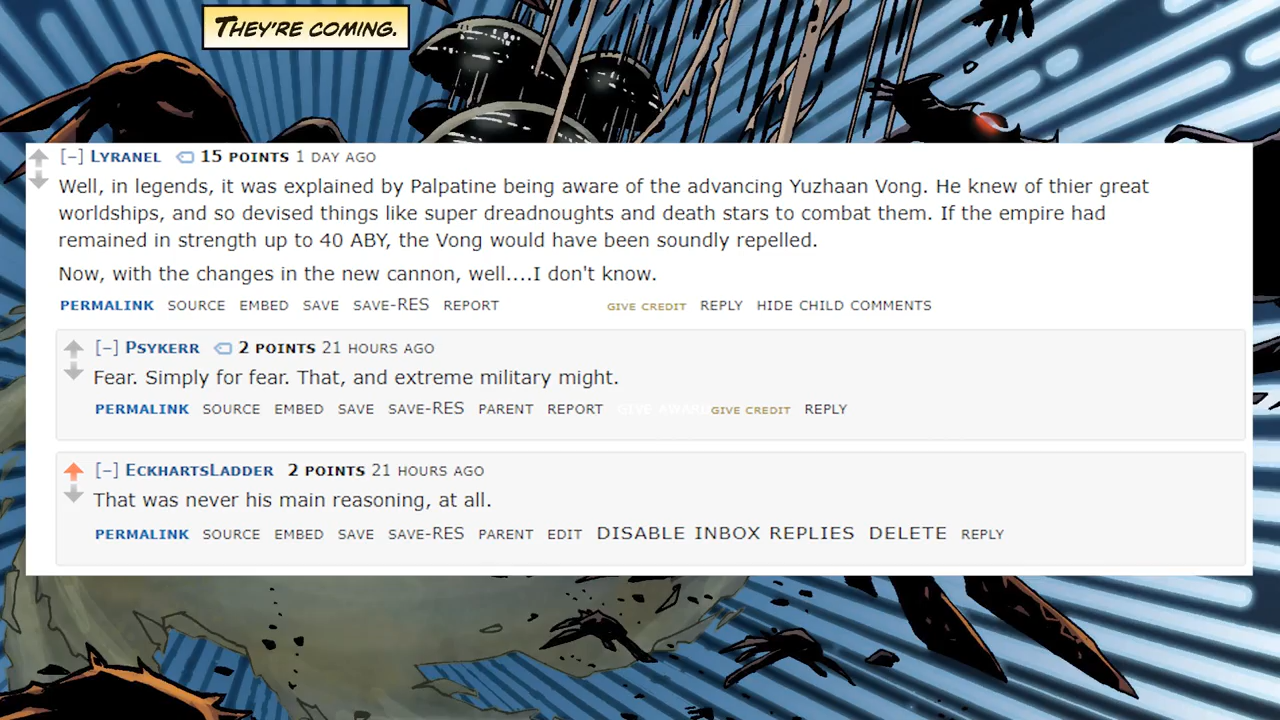 THEY'RE COMING.
[−] LYRANEL 15 POINTS 1 DAY AGO
Well, in legends, it was explained by Palpatine being aware of the advancing Yuzhaan Vong. He knew of thier great
worldships, and so devised things like super dreadnoughts and death stars to combat them. If the empire had
remained in strength up to 40 ABY, the Vong would have been soundly repelled.
Now, with the changes in the new cannon, well....I don't know.
PERMALINK SOURCE EMBED SAVE SAVE-RES REPORT GIVE CREDIT REPLY HIDE CHILD COMMENTS
[−] PSYKERR 2 POINTS 21 HOURS AGO
Fear. Simply for fear. That, and extreme military might.
PERMALINK SOURCE EMBED SAVE SAVE-RES PARENT REPORT GIVE AWARD GIVE CREDIT REPLY
[−] ECKHARTSLADDER 2 POINTS 21 HOURS AGO
That was never his main reasoning, at all.
PERMALINK SOURCE EMBED SAVE SAVE-RES PARENT EDIT DISABLE INBOX REPLIES DELETE REPLY